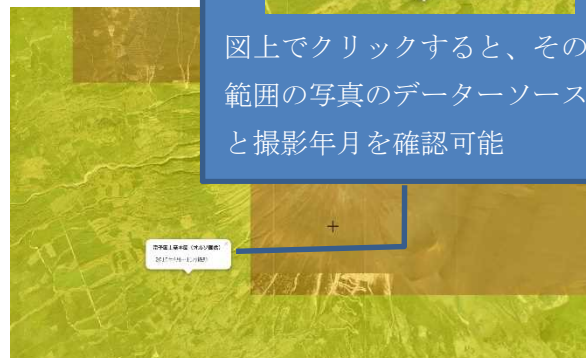 図上でクリックすると、その
範囲の写真のデーターソース
と撮影年月を確認可能